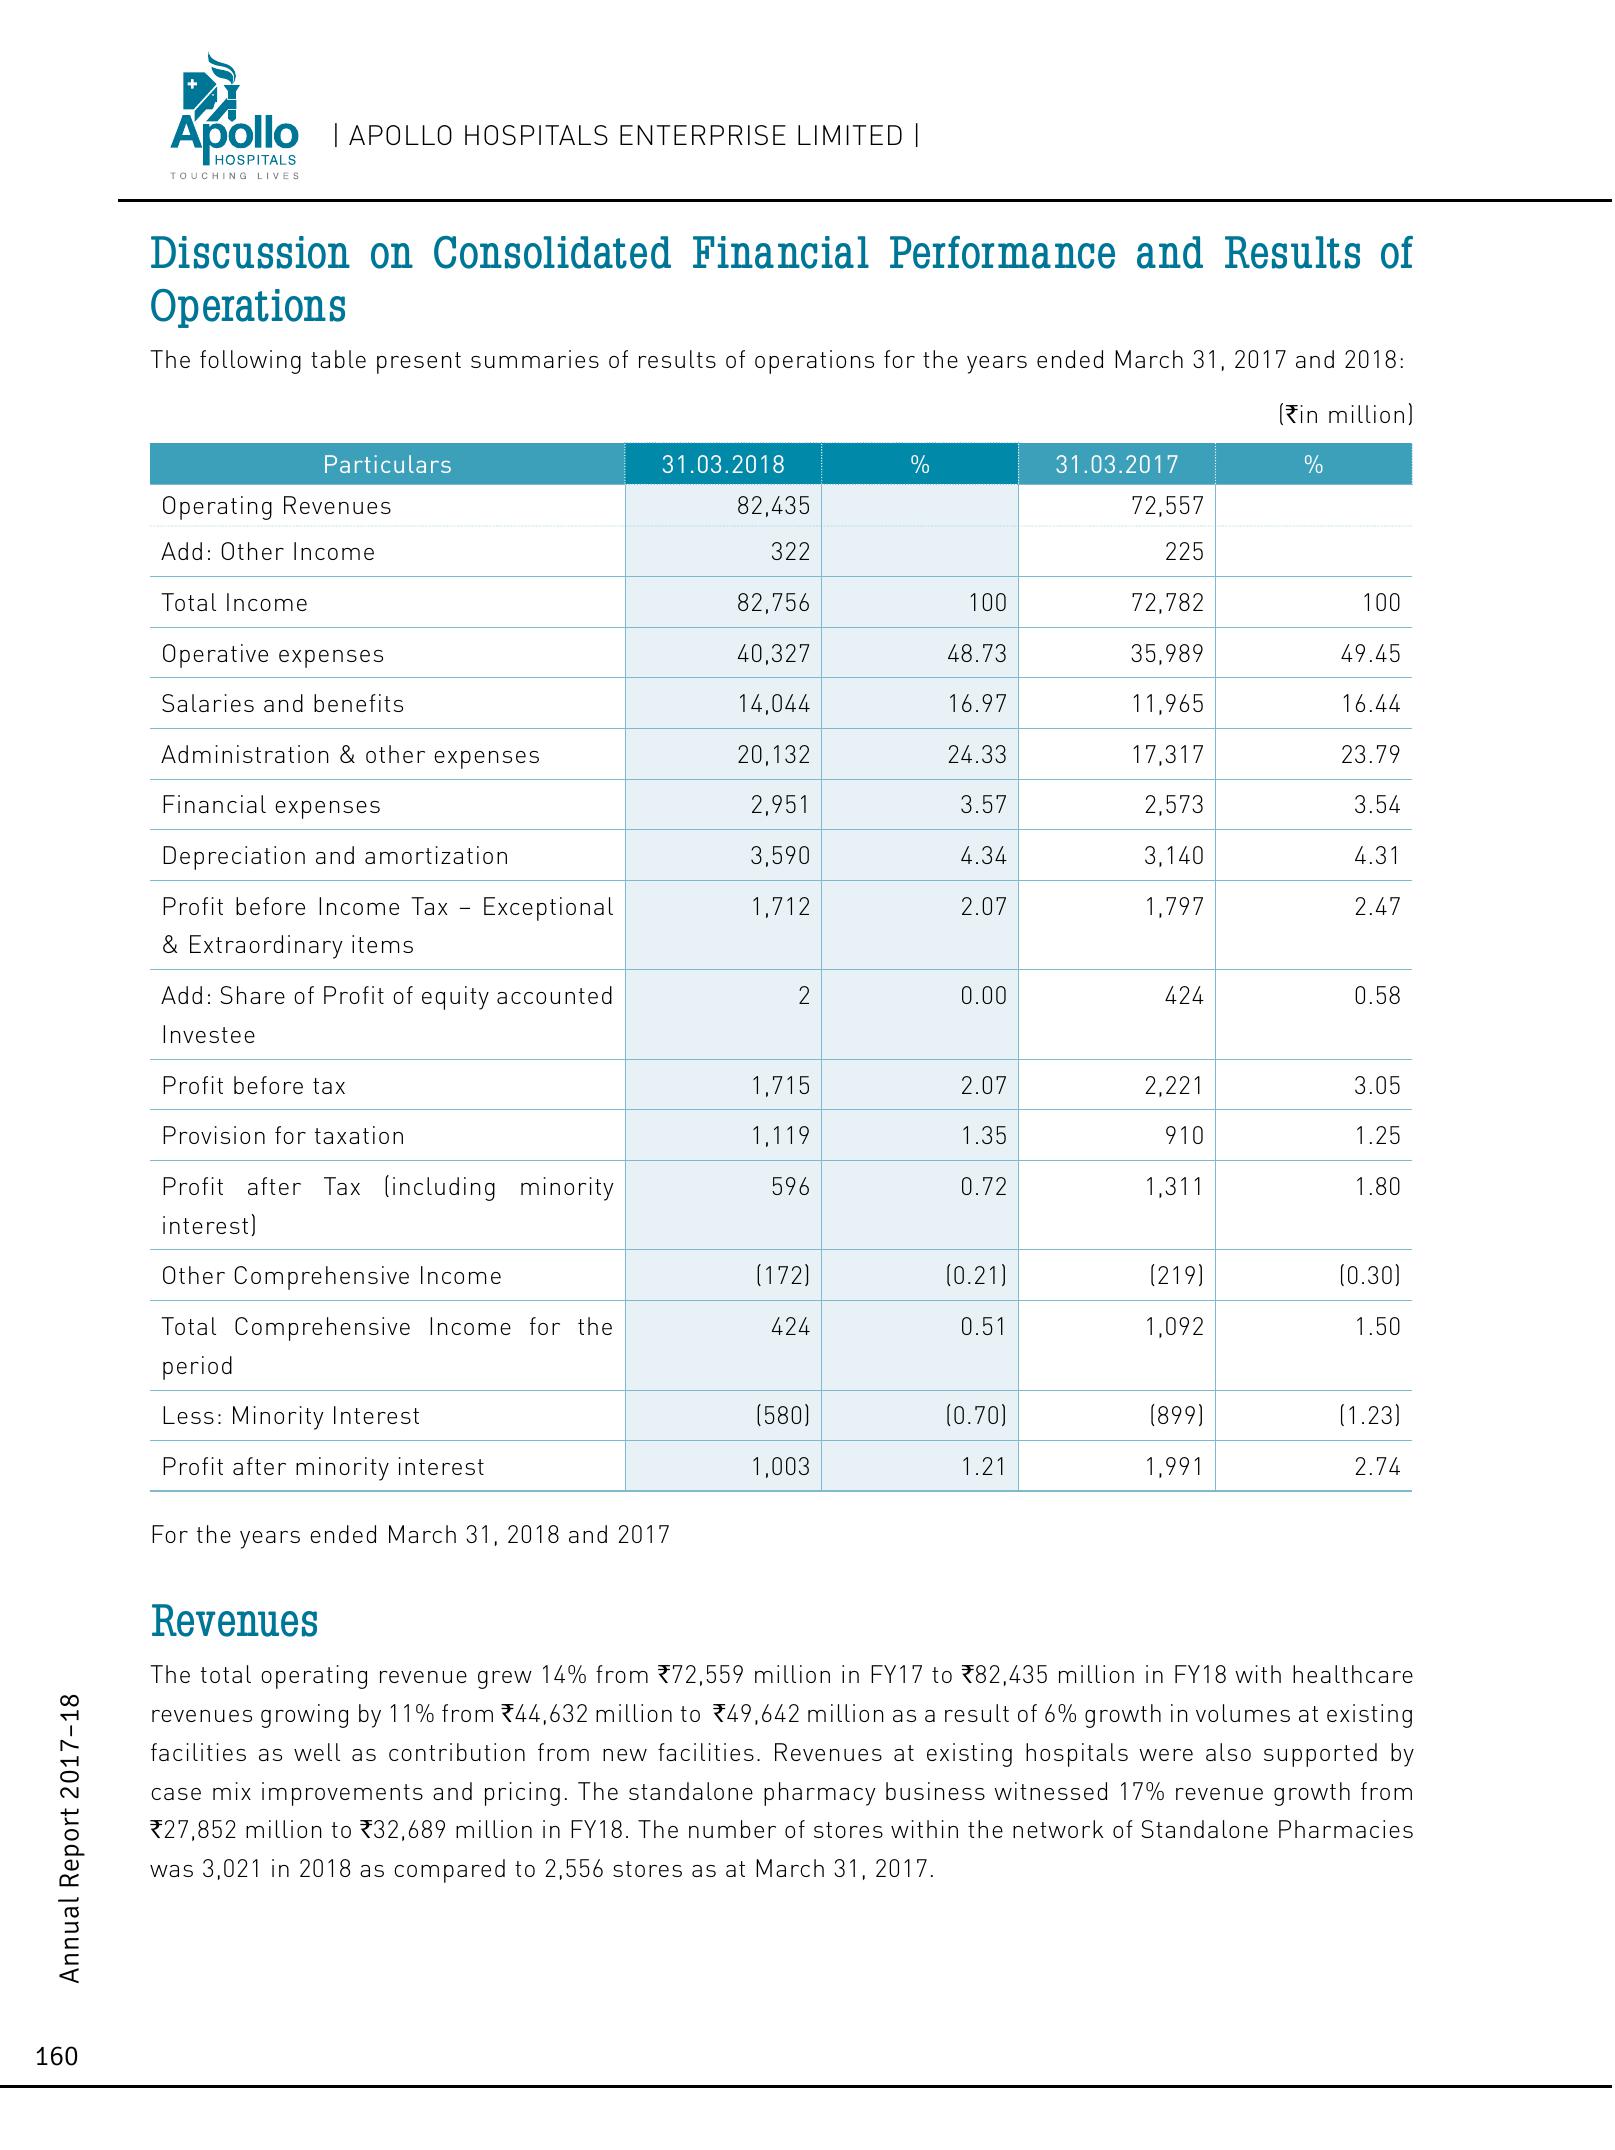 Apollo
HOSPITALS
TOUCHING LIVES
| APOLLO HOSPITALS ENTERPRISE LIMITED |
Discussion on Consolidated Financial Performance and Results of
Operations
The following table present summaries of results of operations for the years ended March 31, 2017 and 2018:
(₹in million)
Particulars 31.03.2018 % 31.03.2017 %
Operating Revenues 82,435 72,557
Add: Other Income 322 225
Total Income 82,756 100 72,782 100
Operative expenses 40,327 48.73 35,989 49.45
Salaries and benefits 14,044 16.97 11,965 16.44
Administration & other expenses 20,132 24.33 17,317 23.79
Financial expenses 2,951 3.57 2,573 3.54
Depreciation and amortization 3,590 4.34 3,140 4.31
Profit before Income Tax – Exceptional 1,712 2.07 1,797 2.47
& Extraordinary items
Add: Share of Profit of equity accounted 2 0.00 424 0.58
Investee
Profit before tax 1,715 2.07 2,221 3.05
Provision for taxation 1,119 1.35 910 1.25
Profit after Tax (including minority 596 0.72 1,311 1.80
interest)
Other Comprehensive Income (172) (0.21) (219) (0.30)
Total Comprehensive Income for the 424 0.51 1,092 1.50
period
Less: Minority Interest (580) (0.70) (899) (1.23)
Profit after minority interest 1,003 1.21 1,991 2.74
For the years ended March 31, 2018 and 2017
Revenues
The total operating revenue grew 14% from ₹72,559 million in FY17 to ₹82,435 million in FY18 with healthcare
revenues growing by 11% from ₹44,632 million to ₹49,642 million as a result of 6% growth in volumes at existing
facilities as well as contribution from new facilities. Revenues at existing hospitals were also supported by
case mix improvements and pricing. The standalone pharmacy business witnessed 17% revenue growth from
₹27,852 million to ₹32,689 million in FY18. The number of stores within the network of Standalone Pharmacies
was 3,021 in 2018 as compared to 2,556 stores as at March 31, 2017.
Annual Report 2017–18
160